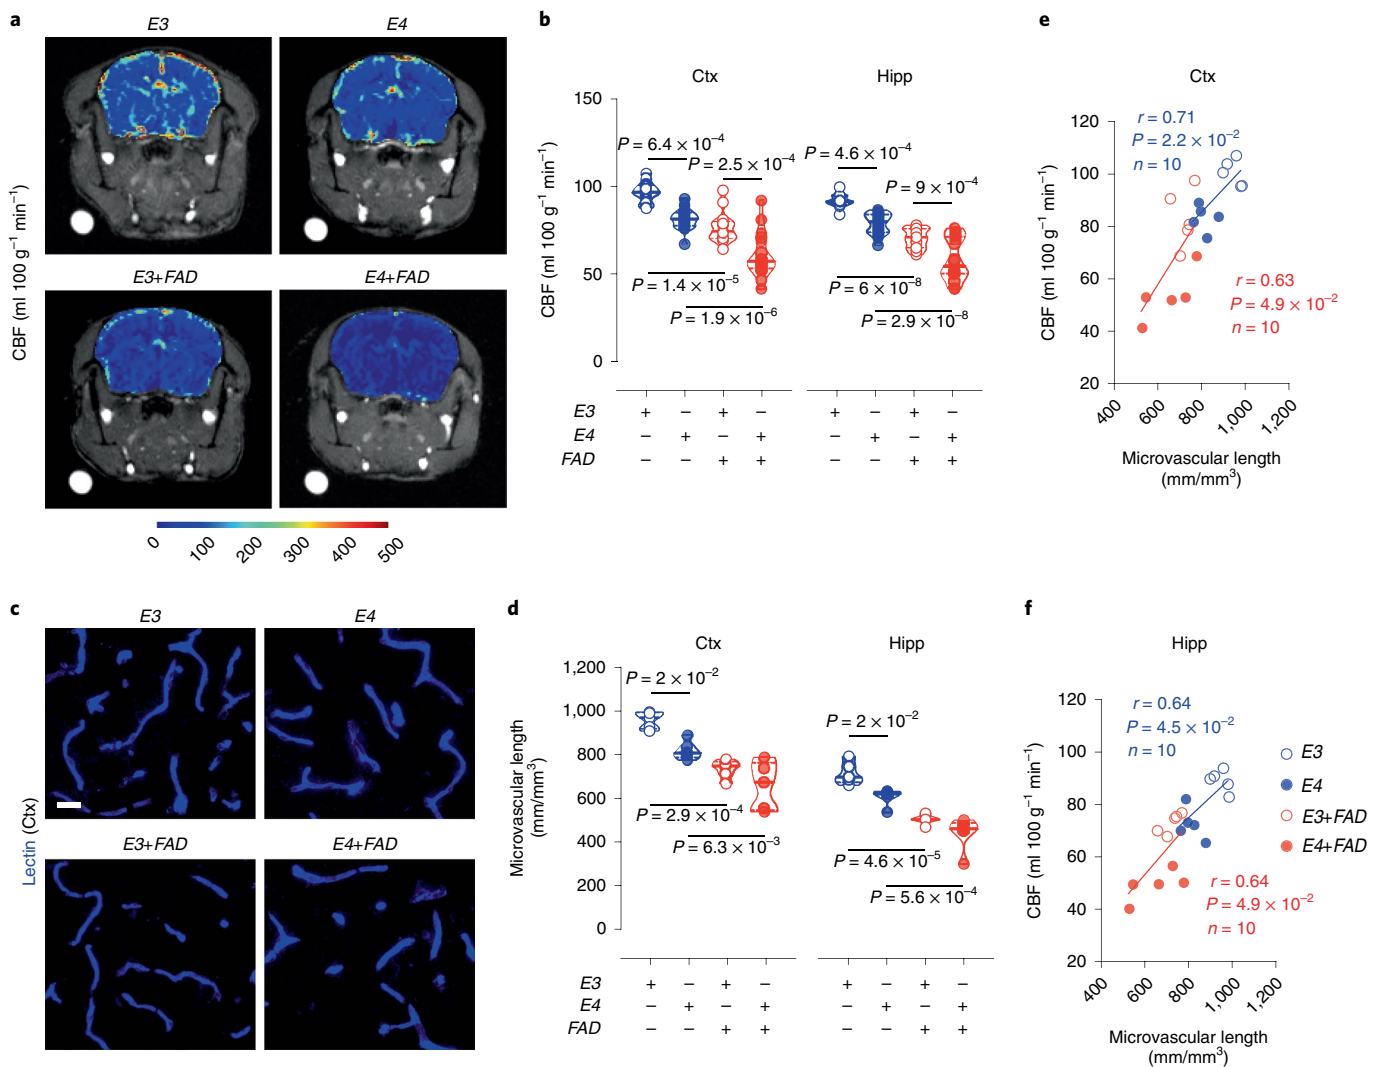 a
E3
E4
E3+FAD
E4+FAD
CBF (ml 100 g⁻¹ min⁻¹)
0
100
200
300
400
500
b
Ctx
Hipp
CBF (ml 100 g⁻¹ min⁻¹)
150
100
50
0
P = 6.4 × 10⁻⁴
P = 2.5 × 10⁻⁴
P = 1.4 × 10⁻⁵
P = 1.9 × 10⁻⁶
P = 4.6 × 10⁻⁴
P = 9 × 10⁻⁴
P = 6 × 10⁻⁸
P = 2.9 × 10⁻⁸
E3 + – + – + – + –
E4 – + – + – + – +
FAD – – + + – – + +
e
Ctx
r = 0.71
P = 2.2 × 10⁻²
n = 10
r = 0.63
P = 4.9 × 10⁻²
n = 10
CBF (ml 100 g⁻¹ min⁻¹)
120
100
80
60
40
20
400
600
800
1,000
1,200
Microvascular length
(mm/mm³)
c
E3
E4
E3+FAD
E4+FAD
Lectin (Ctx)
d
Ctx
Hipp
Microvascular length
(mm/mm³)
1,200
1,000
800
600
400
200
0
P = 2 × 10⁻²
P = 2.9 × 10⁻⁴
P = 6.3 × 10⁻³
P = 2 × 10⁻²
P = 4.6 × 10⁻⁵
P = 5.6 × 10⁻⁴
E3 + – + – + – + –
E4 – + – + – + – +
FAD – – + + – – + +
f
Hipp
r = 0.64
P = 4.5 × 10⁻²
n = 10
r = 0.64
P = 4.9 × 10⁻²
n = 10
CBF (ml 100 g⁻¹ min⁻¹)
120
100
80
60
40
20
400
600
800
1,000
1,200
Microvascular length
(mm/mm³)
E3
E4
E3+FAD
E4+FAD